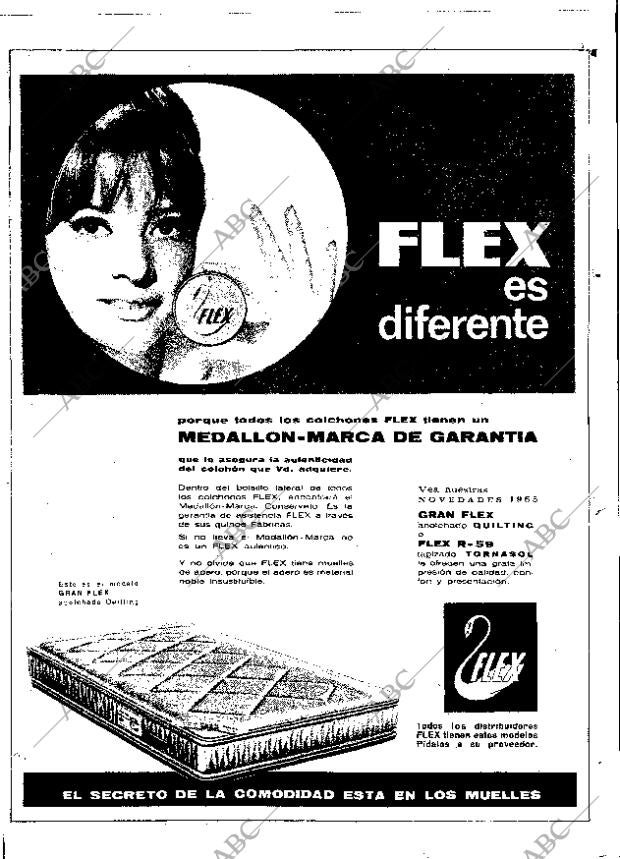 FLEX
es
diferente
FLEX
porque todos los colchones FLEX tienen un
MEDALLON-MARCA DE GARANTIA
que le asegura la autenticidad
del colchón que Vd. adquiere.
Dentro del bolsillo lateral de todos
los colchones FLEX, encontrará el
Medallón-Marca. Consérvelo. Es la
garantía de asistencia FLEX a través
de sus quince Fábricas.
Si no lleva el Medallón-Marca no
es un FLEX auténtico.
Y no olvide que FLEX tiene muelles
de acero, porque el acero es material
noble insustituible.
Vea nuestras
NOVEDADES 1965
GRAN FLEX
acolchado QUILTING
o
FLEX R-59
tapizado TORNASOL
le ofrecen una grata im
presión de calidad, con-
fort y presentación.
Este es el modelo
GRAN FLEX
acolchado Quilting
FLEX
Todos los distribuidores
FLEX tienen estos modelos
Pídalos a su proveedor.
EL SECRETO DE LA COMODIDAD ESTA EN LOS MUELLES